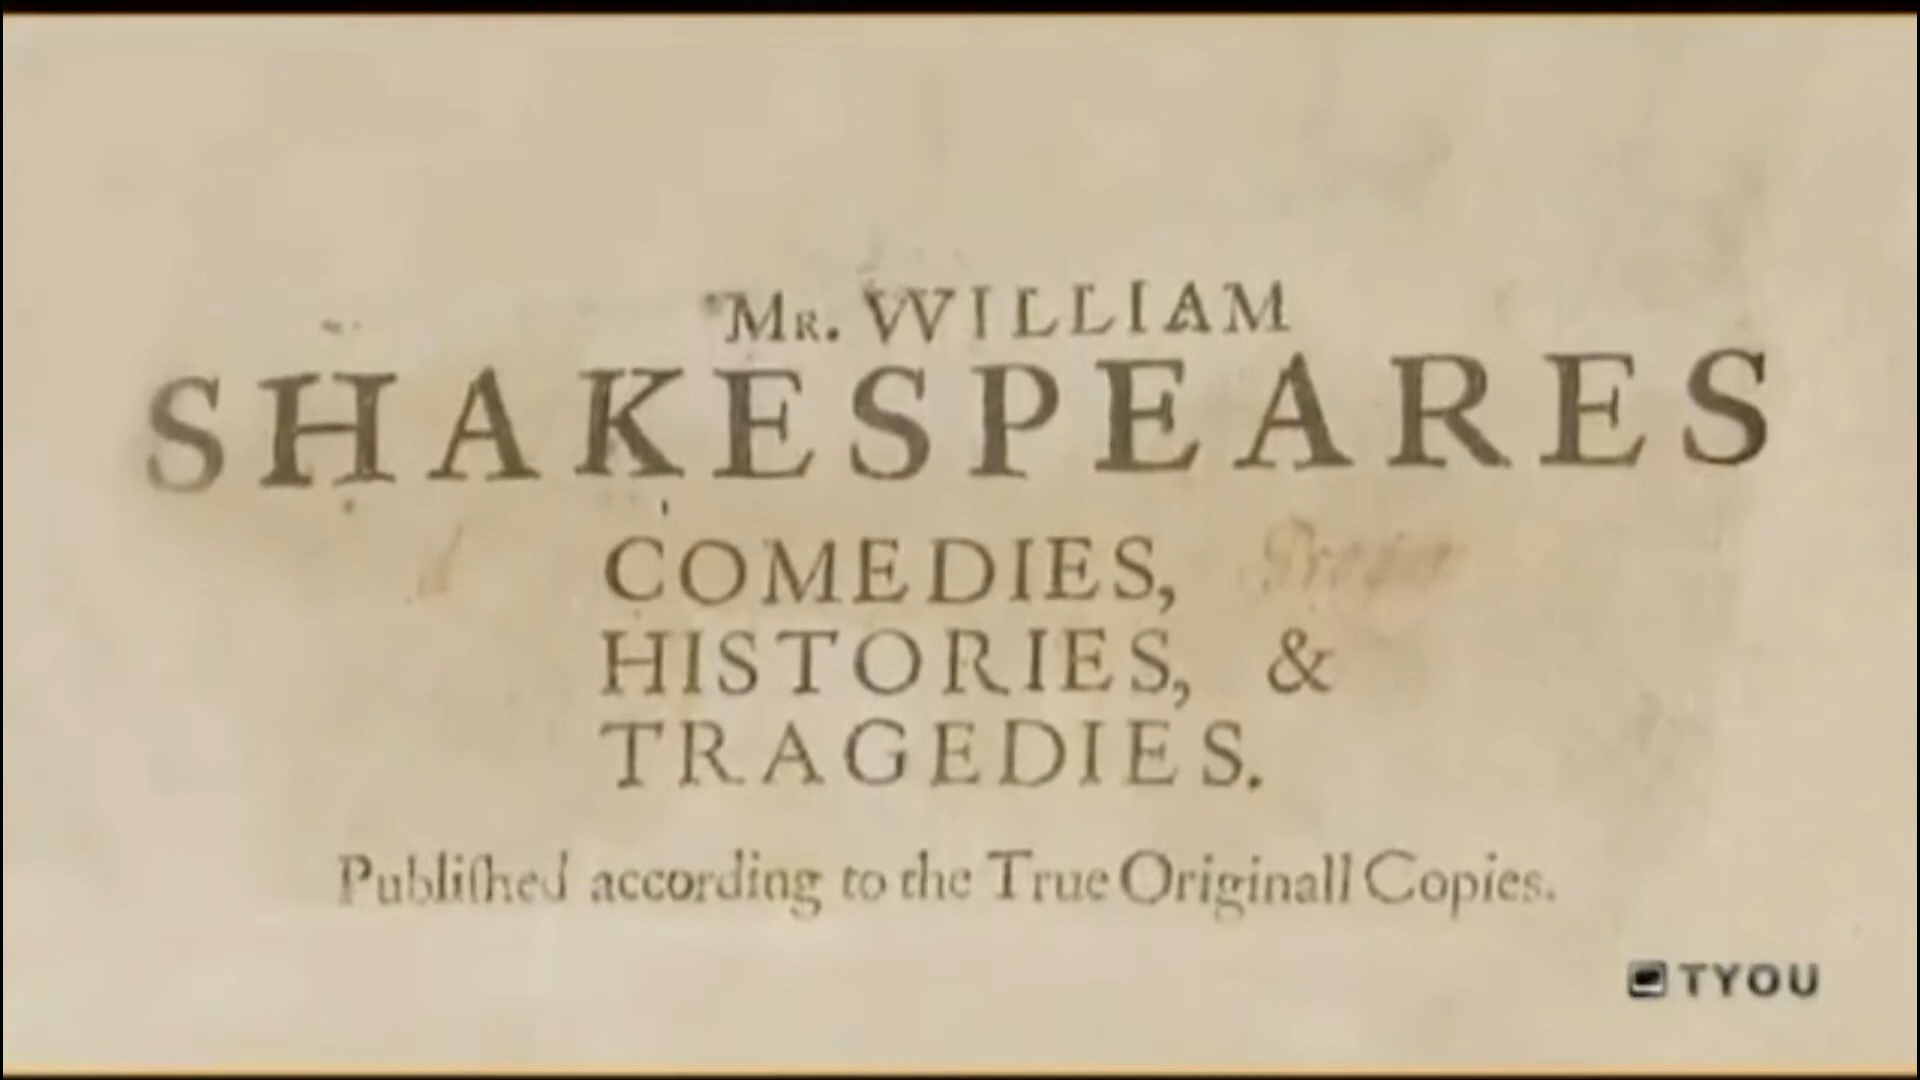 Mr. WILLIAM
SHAKESPEARES
COMEDIES,
HISTORIES, &
TRAGEDIES.
Publiſhed according to the True Originall Copies.
TYOU